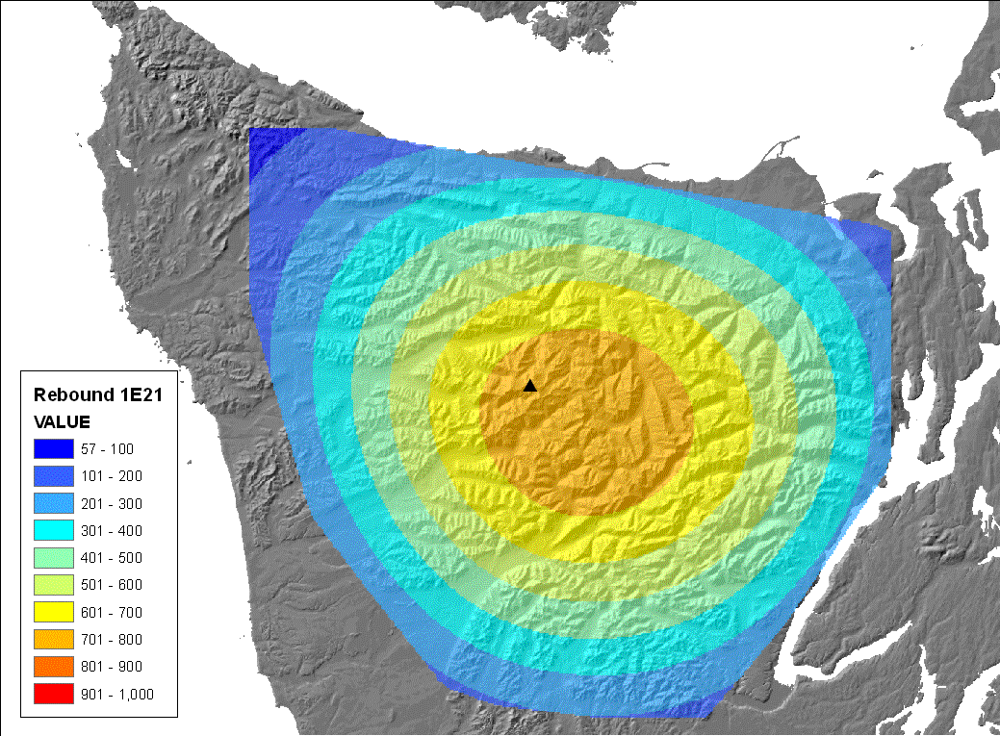 Rebound 1E21
VALUE
57 - 100
101 - 200
201 - 300
301 - 400
401 - 500
501 - 600
601 - 700
701 - 800
801 - 900
901 - 1,000